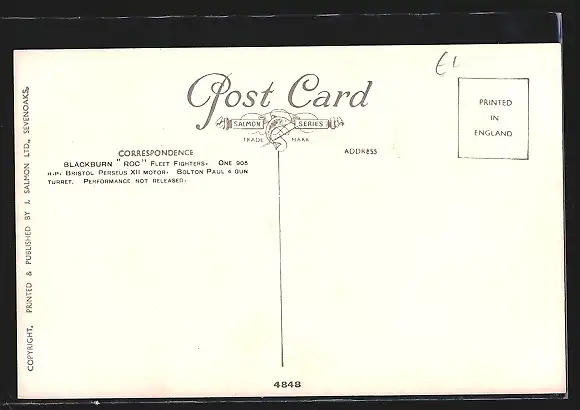 Post Card
SALMON SERIES
TRADE MARK
CORRESPONDENCE
ADDRESS
BLACKBURN "ROC" FLEET FIGHTERS. ONE 905
H.P. BRISTOL PERSEUS XII MOTOR. BOLTON PAUL 4 GUN
TURRET. PERFORMANCE NOT RELEASED.
PRINTED
IN
ENGLAND
COPYRIGHT. PRINTED & PUBLISHED BY J. SALMON LTD., SEVENOAKS.
4848